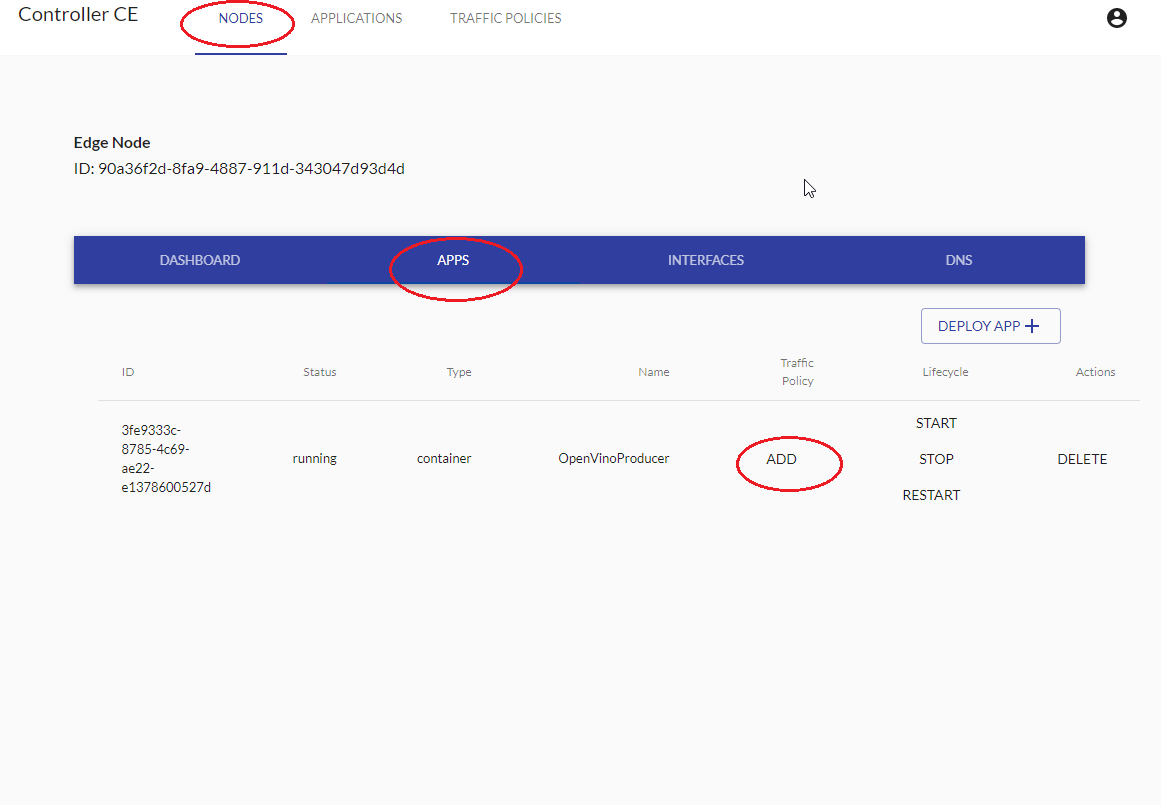 Controller CE
NODES
APPLICATIONS
TRAFFIC POLICIES
Edge Node
ID: 90a36f2d-8fa9-4887-911d-343047d93d4d
DASHBOARD
APPS
INTERFACES
DNS
DEPLOY APP +
ID
Status
Type
Name
Traffic
Policy
Lifecycle
Actions
3fe9333c-
8785-4c69-
ae22-
e1378600527d
running
container
OpenVinoProducer
ADD
START
STOP
RESTART
DELETE